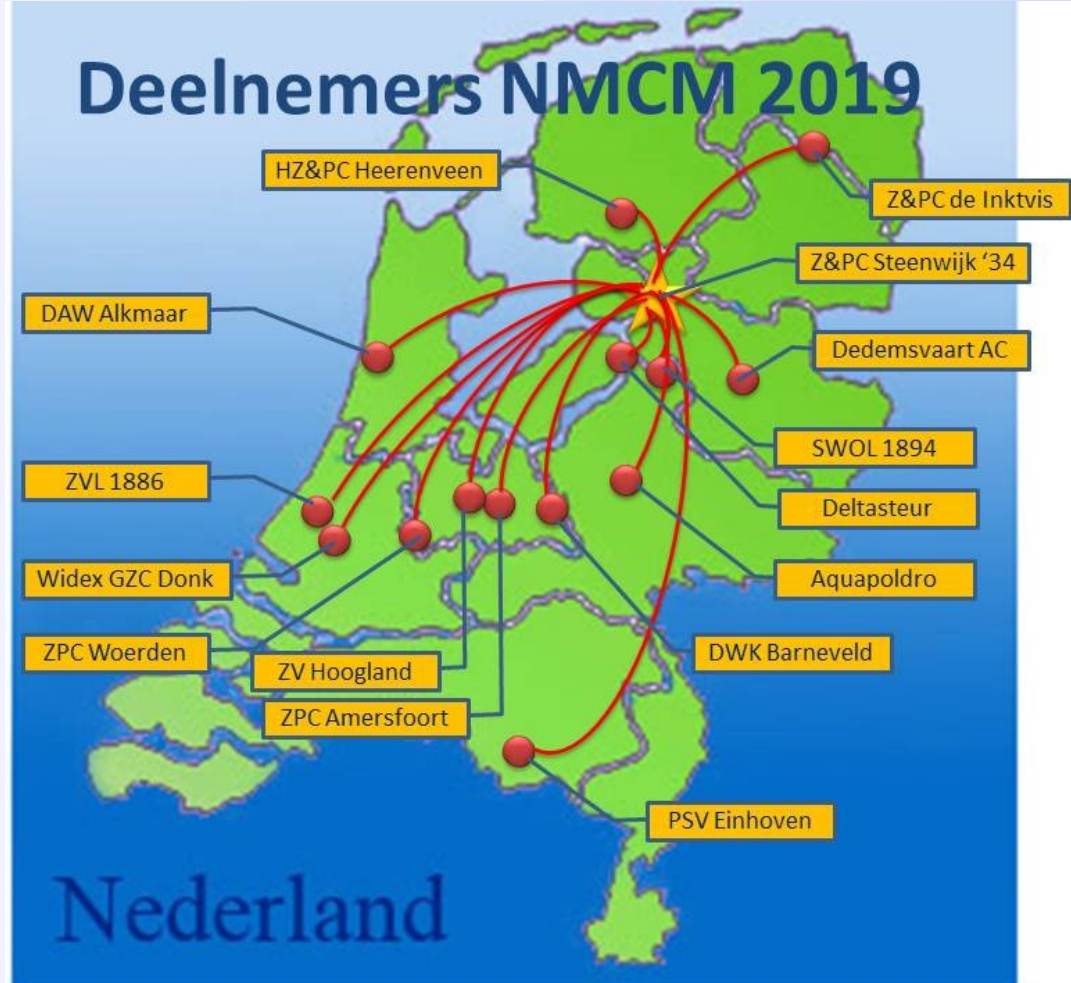 Deelnemers NMCM 2019
HZ&PC Heerenveen
Z&PC de Inktvis
Z&PC Steenwijk ‘34
DAW Alkmaar
Dedemsvaart AC
SWOL 1894
ZVL 1886
Deltasteur
Widex GZC Donk
Aquapoldro
ZPC Woerden
ZV Hoogland
DWK Barneveld
ZPC Amersfoort
PSV Einhoven
Nederland